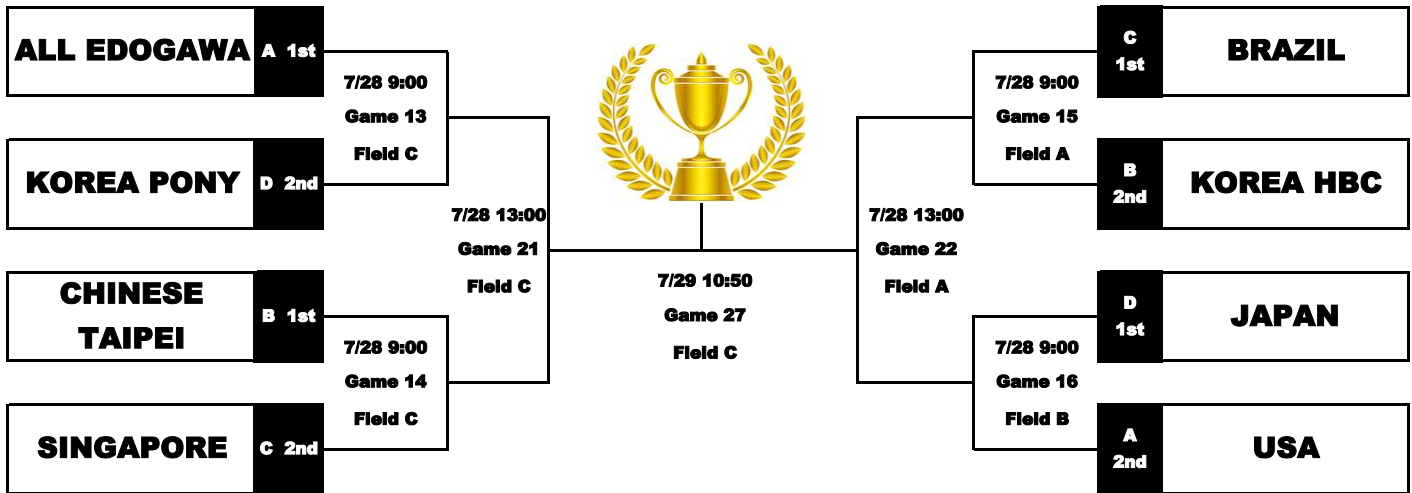 ALL EDOGAWA A 1st
7/28 9:00
Game 13
Field C
KOREA PONY D 2nd
7/28 13:00
Game 21
Field C
CHINESE
TAIPEI
B 1st
7/28 9:00
Game 14
Field C
SINGAPORE C 2nd
7/29 10:50
Game 27
Field C
C
1st
BRAZIL
7/28 9:00
Game 15
Field A
B
2nd
KOREA HBC
7/28 13:00
Game 22
Field A
D
1st
JAPAN
7/28 9:00
Game 16
Field B
A
2nd
USA